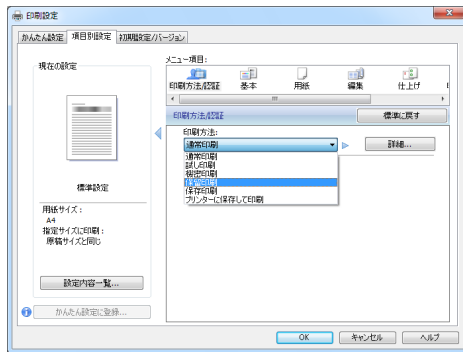 印刷設定
かんたん設定 項目別設定 初期設定/バージョン
現在の設定
メニュー項目:
印刷方法/認証 基本 用紙 編集 仕上げ
印刷方法/認証
標準に戻す
印刷方法:
通常印刷
詳細...
通常印刷
試し印刷
機密印刷
保留印刷
保存印刷
プリンターに保存して印刷
標準設定
用紙サイズ:
A4
指定サイズに印刷:
原稿サイズと同じ
設定内容一覧...
かんたん設定に登録...
OK キャンセル ヘルプ